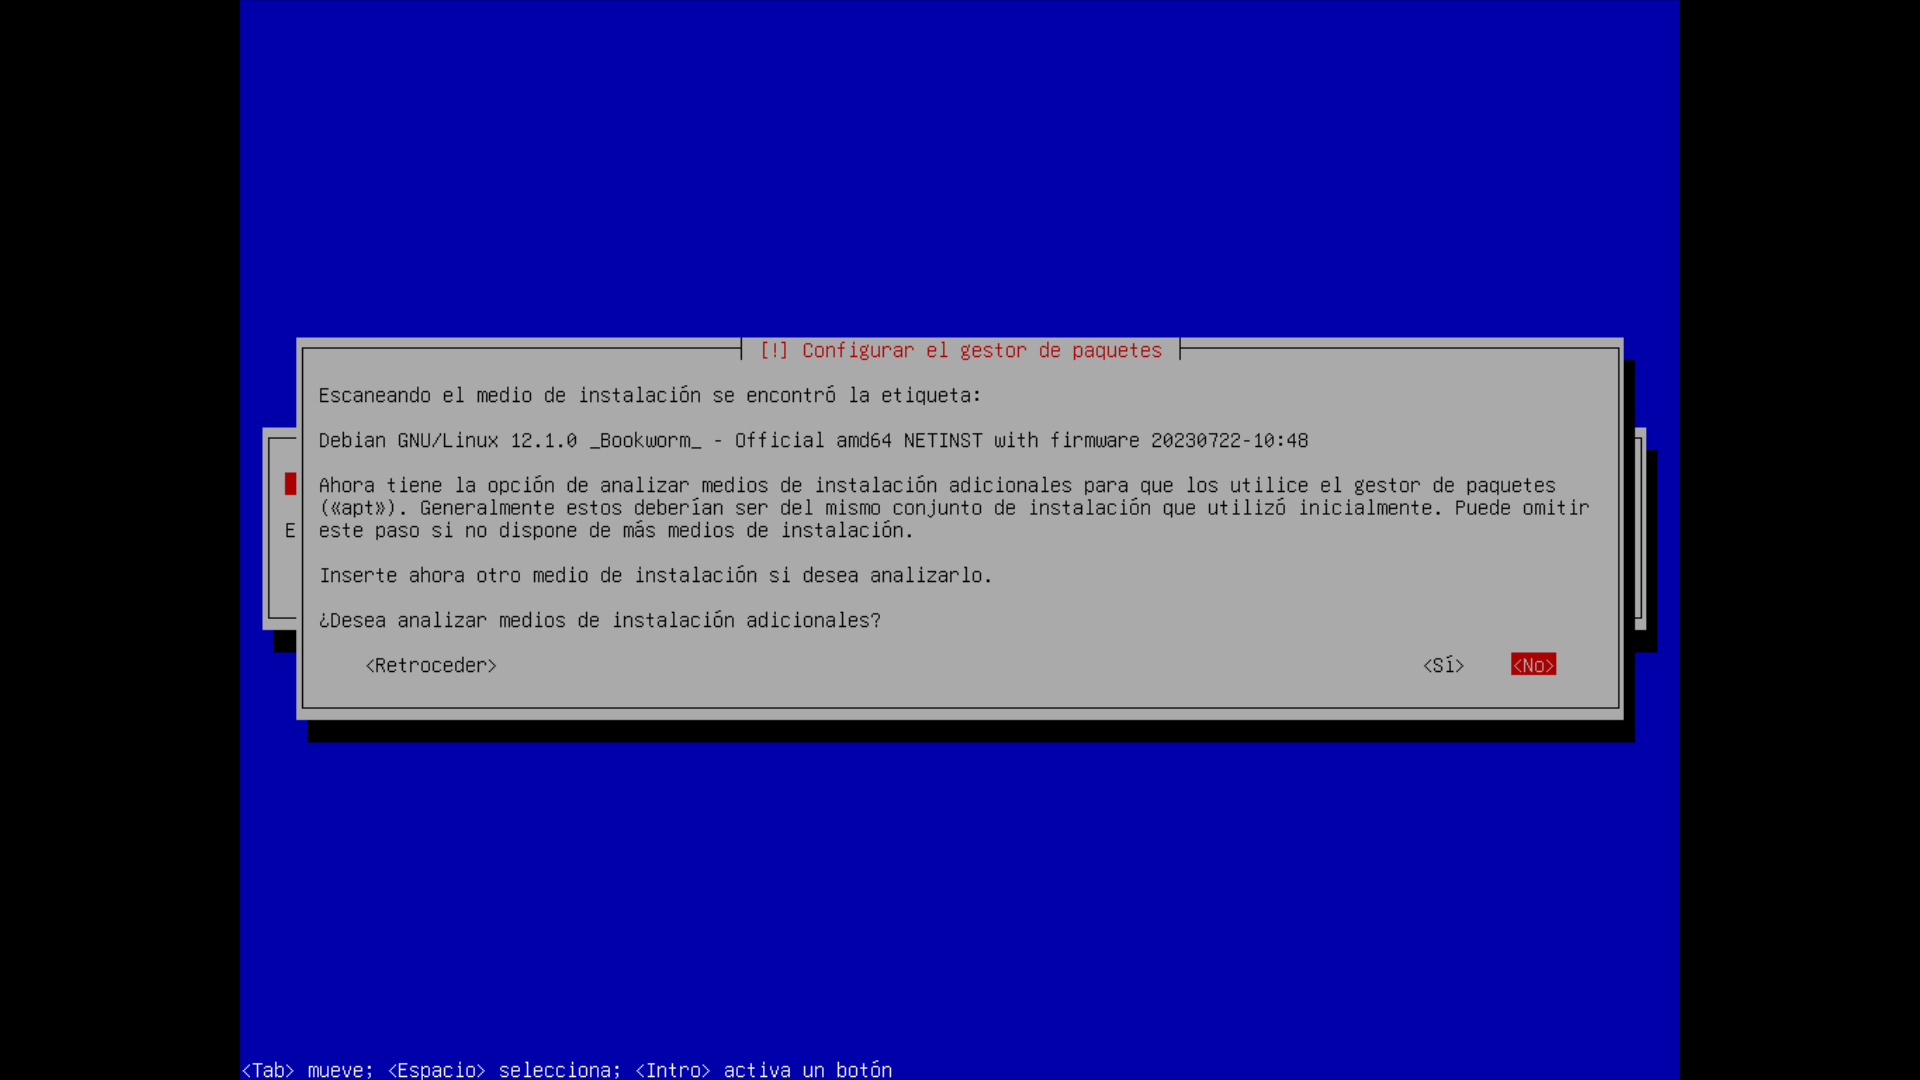 [!] Configurar el gestor de paquetes
Escaneando el medio de instalación se encontró la etiqueta:
Debian GNU/Linux 12.1.0 _Bookworm_ - Official amd64 NETINST with firmware 20230722-10:48
Ahora tiene la opción de analizar medios de instalación adicionales para que los utilice el gestor de paquetes
(«apt»). Generalmente estos deberían ser del mismo conjunto de instalación que utilizó inicialmente. Puede omitir
E este paso si no dispone de más medios de instalación.
Inserte ahora otro medio de instalación si desea analizarlo.
¿Desea analizar medios de instalación adicionales?
<Retroceder> <Sí> <No>
<Tab> mueve; <Espacio> selecciona; <Intro> activa un botón